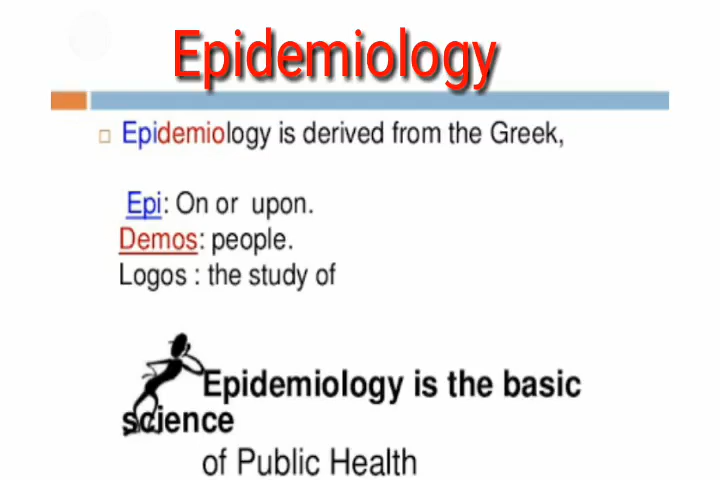 Epidemiology
Epidemiology is derived from the Greek,
Epi: On or upon.
Demos: people.
Logos : the study of
Epidemiology is the basic
science
of Public Health